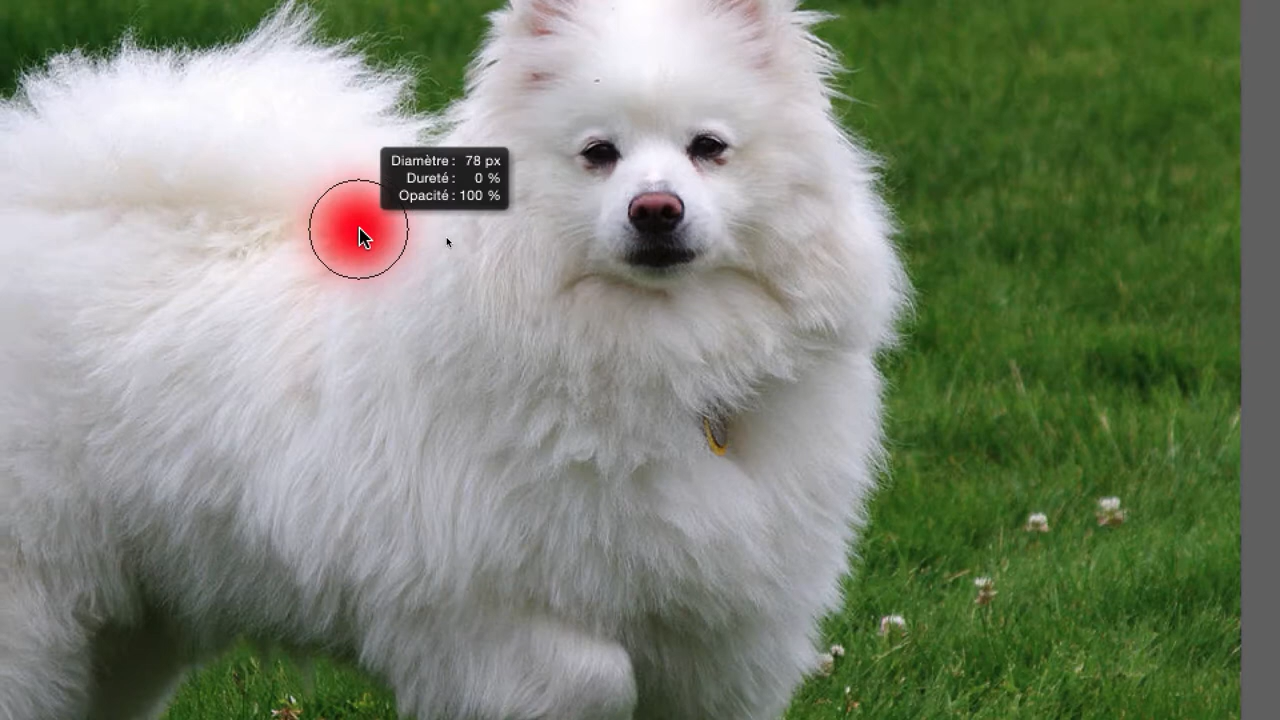 Diamètre : 78 px
Dureté : 0 %
Opacité : 100 %